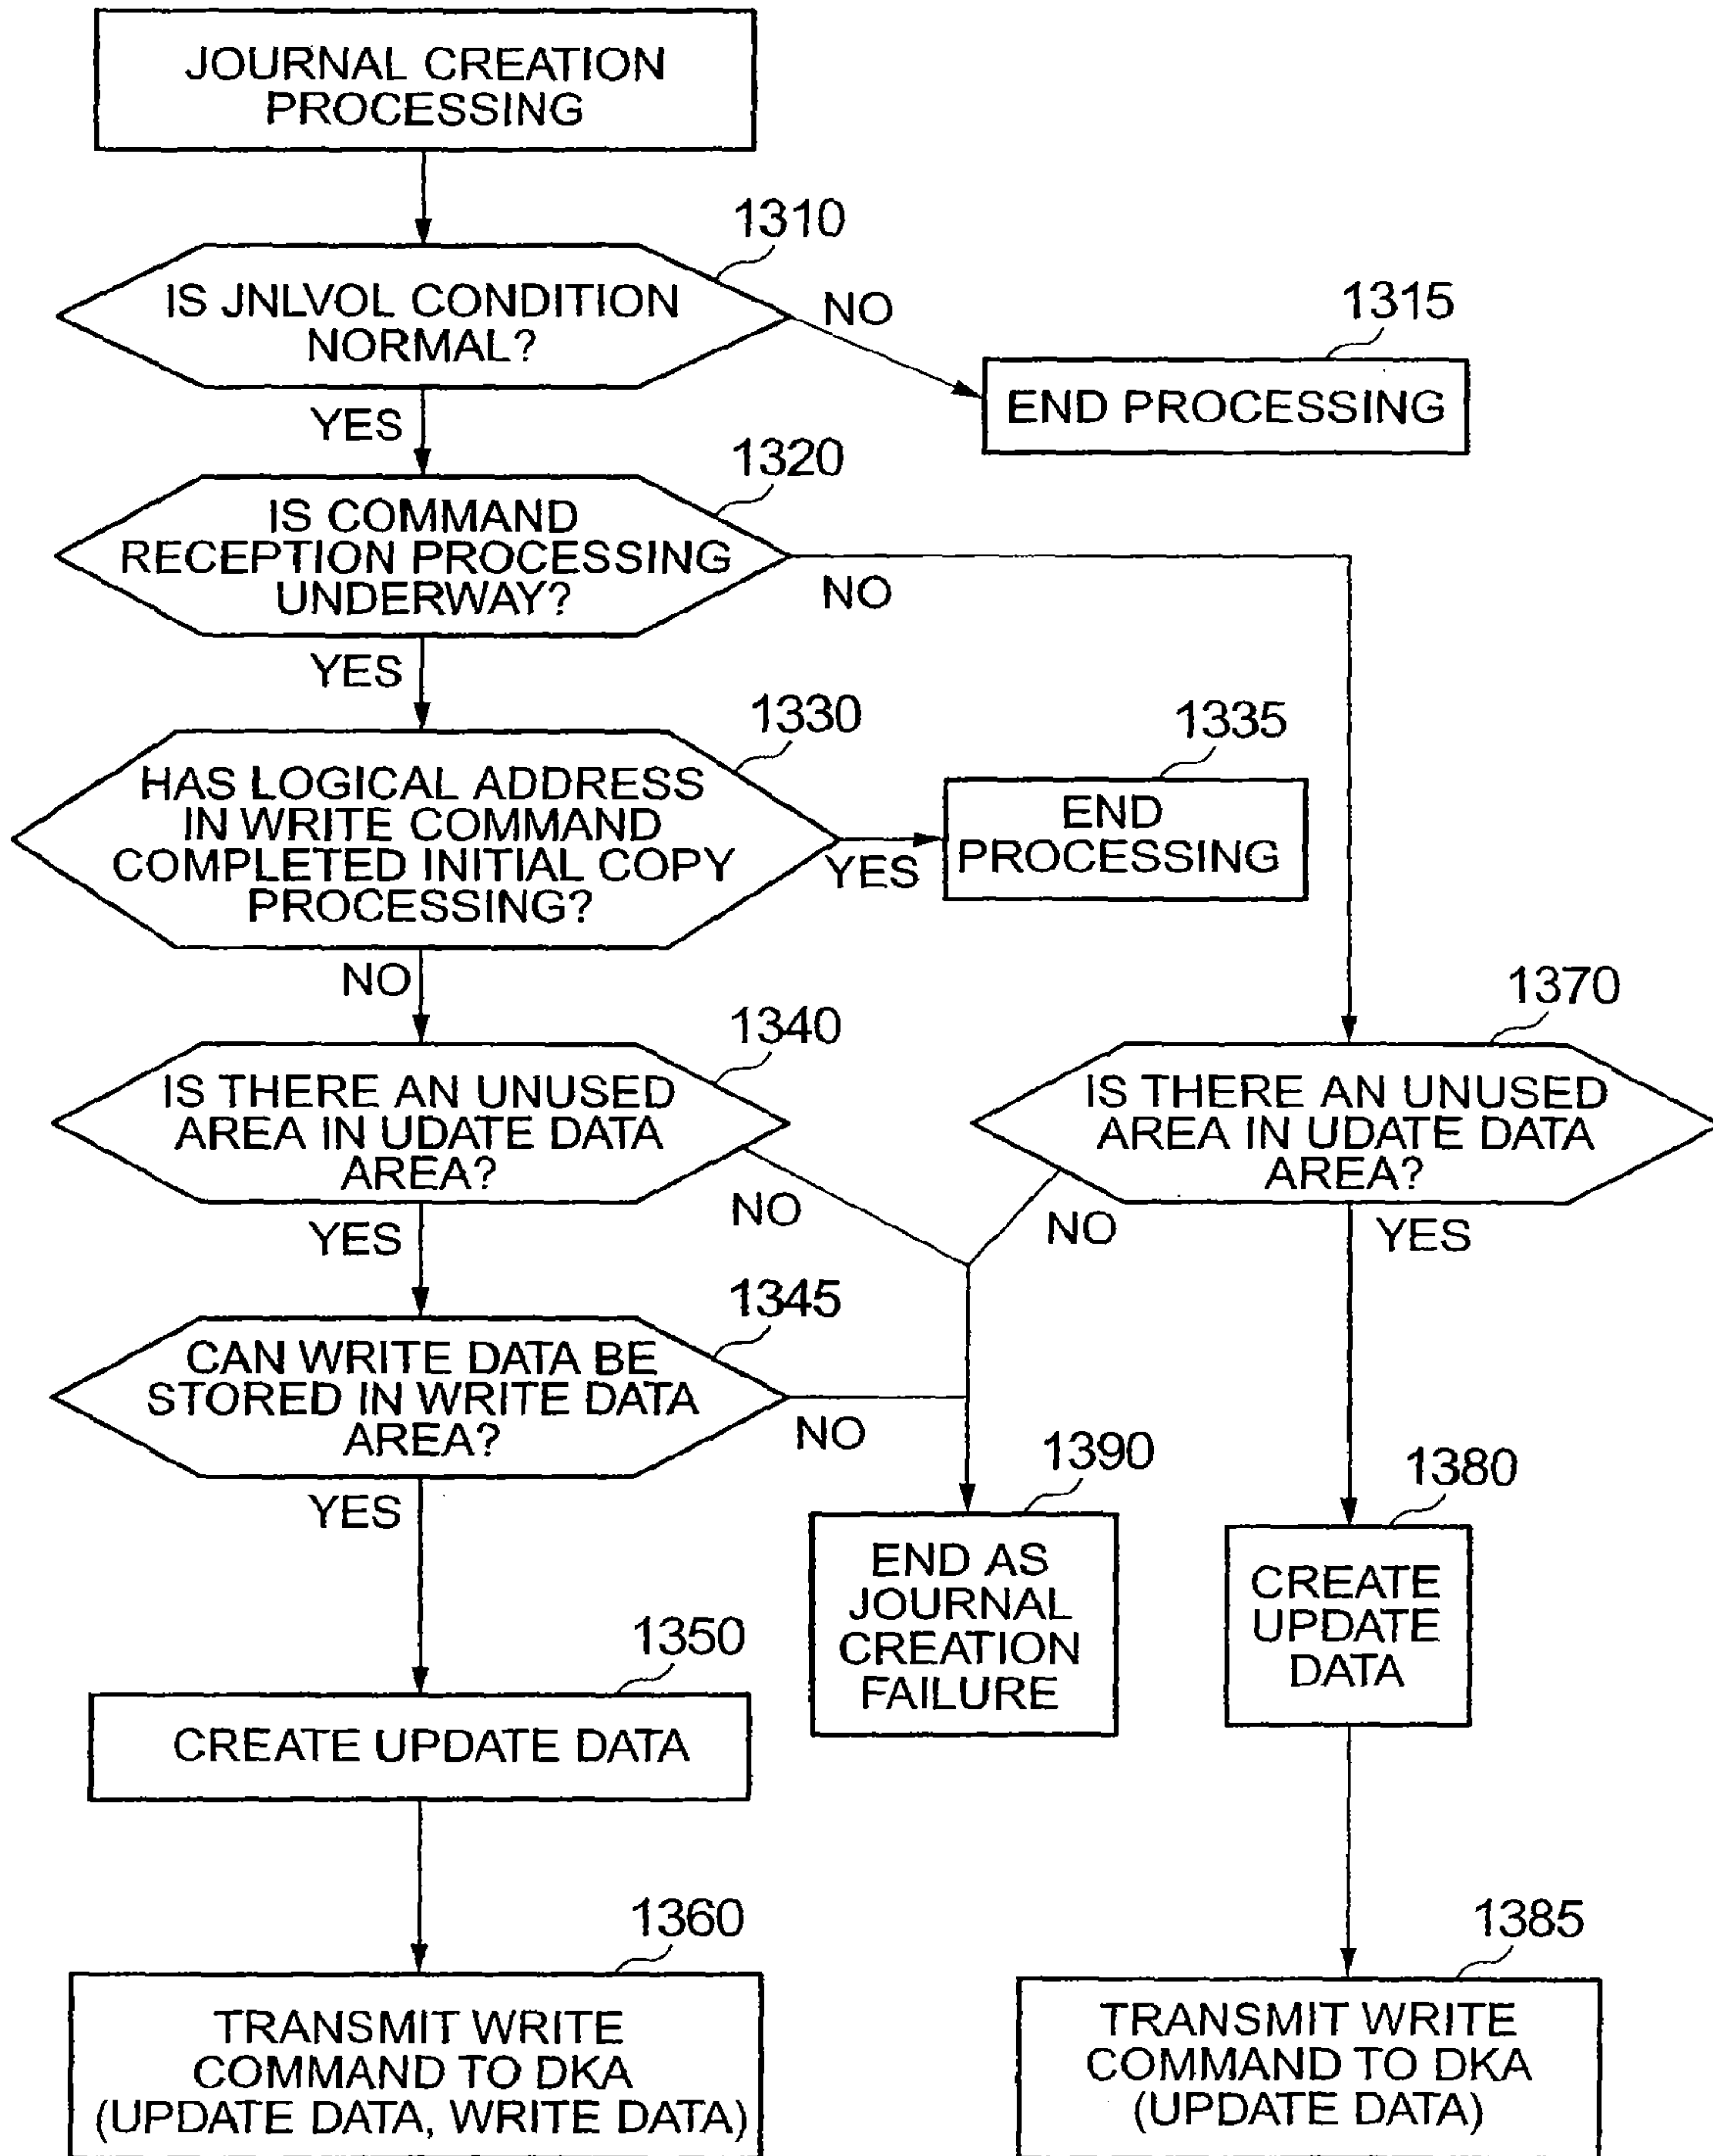 JOURNAL CREATION
PROCESSING
1310
IS JNLVOL CONDITION
NORMAL?
NO
1315
END PROCESSING
YES
1320
IS COMMAND
RECEPTION PROCESSING
UNDERWAY?
NO
YES
1330
HAS LOGICAL ADDRESS
IN WRITE COMMAND
COMPLETED INITIAL COPY
PROCESSING?
YES
1335
END
PROCESSING
NO
1340
IS THERE AN UNUSED
AREA IN UDATE DATA
AREA?
NO
YES
1370
IS THERE AN UNUSED
AREA IN UDATE DATA
AREA?
NO
YES
1345
CAN WRITE DATA BE
STORED IN WRITE DATA
AREA?
NO
YES
1390
END AS
JOURNAL
CREATION
FAILURE
1380
CREATE
UPDATE
DATA
1350
CREATE UPDATE DATA
1360
TRANSMIT WRITE
COMMAND TO DKA
(UPDATE DATA, WRITE DATA)
1385
TRANSMIT WRITE
COMMAND TO DKA
(UPDATE DATA)